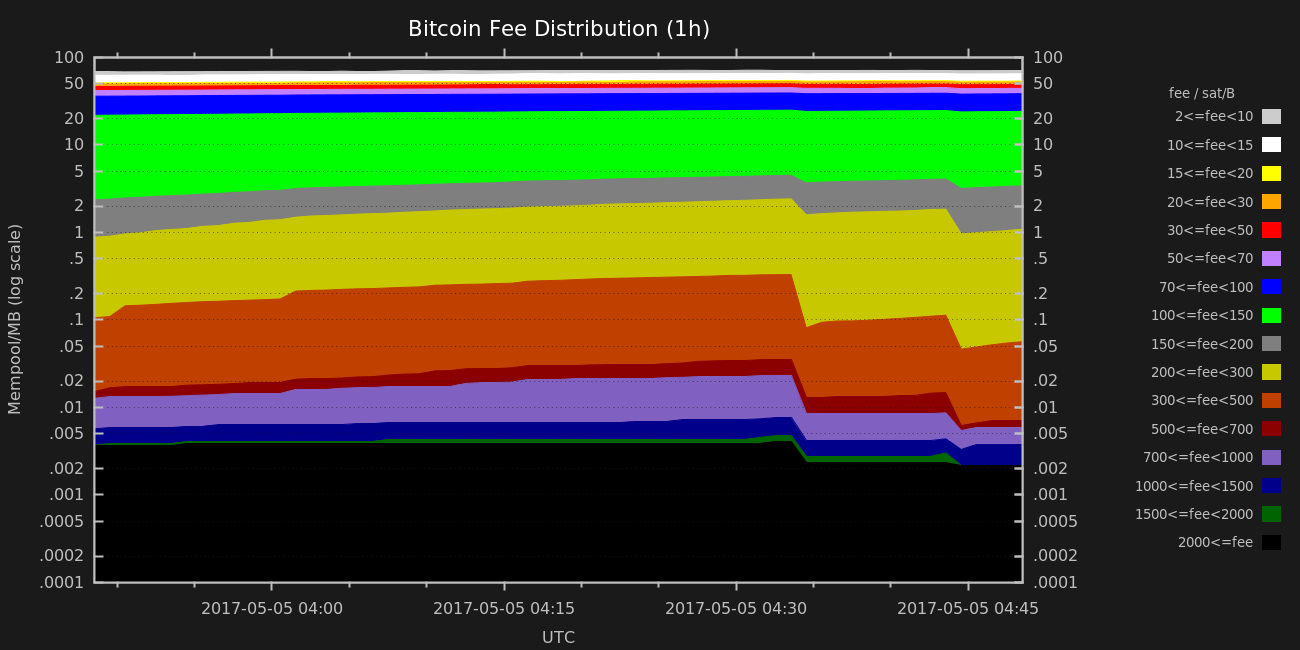 Bitcoin Fee Distribution (1h)
Mempool/MB (log scale)
100
50
20
10
5
2
1
.5
.2
.1
.05
.02
.01
.005
.002
.001
.0005
.0002
.0001
100
50
20
10
5
2
1
.5
.2
.1
.05
.02
.01
.005
.002
.001
.0005
.0002
.0001
2017-05-05 04:00
2017-05-05 04:15
2017-05-05 04:30
2017-05-05 04:45
UTC
fee / sat/B
2<=fee<10
10<=fee<15
15<=fee<20
20<=fee<30
30<=fee<50
50<=fee<70
70<=fee<100
100<=fee<150
150<=fee<200
200<=fee<300
300<=fee<500
500<=fee<700
700<=fee<1000
1000<=fee<1500
1500<=fee<2000
2000<=fee